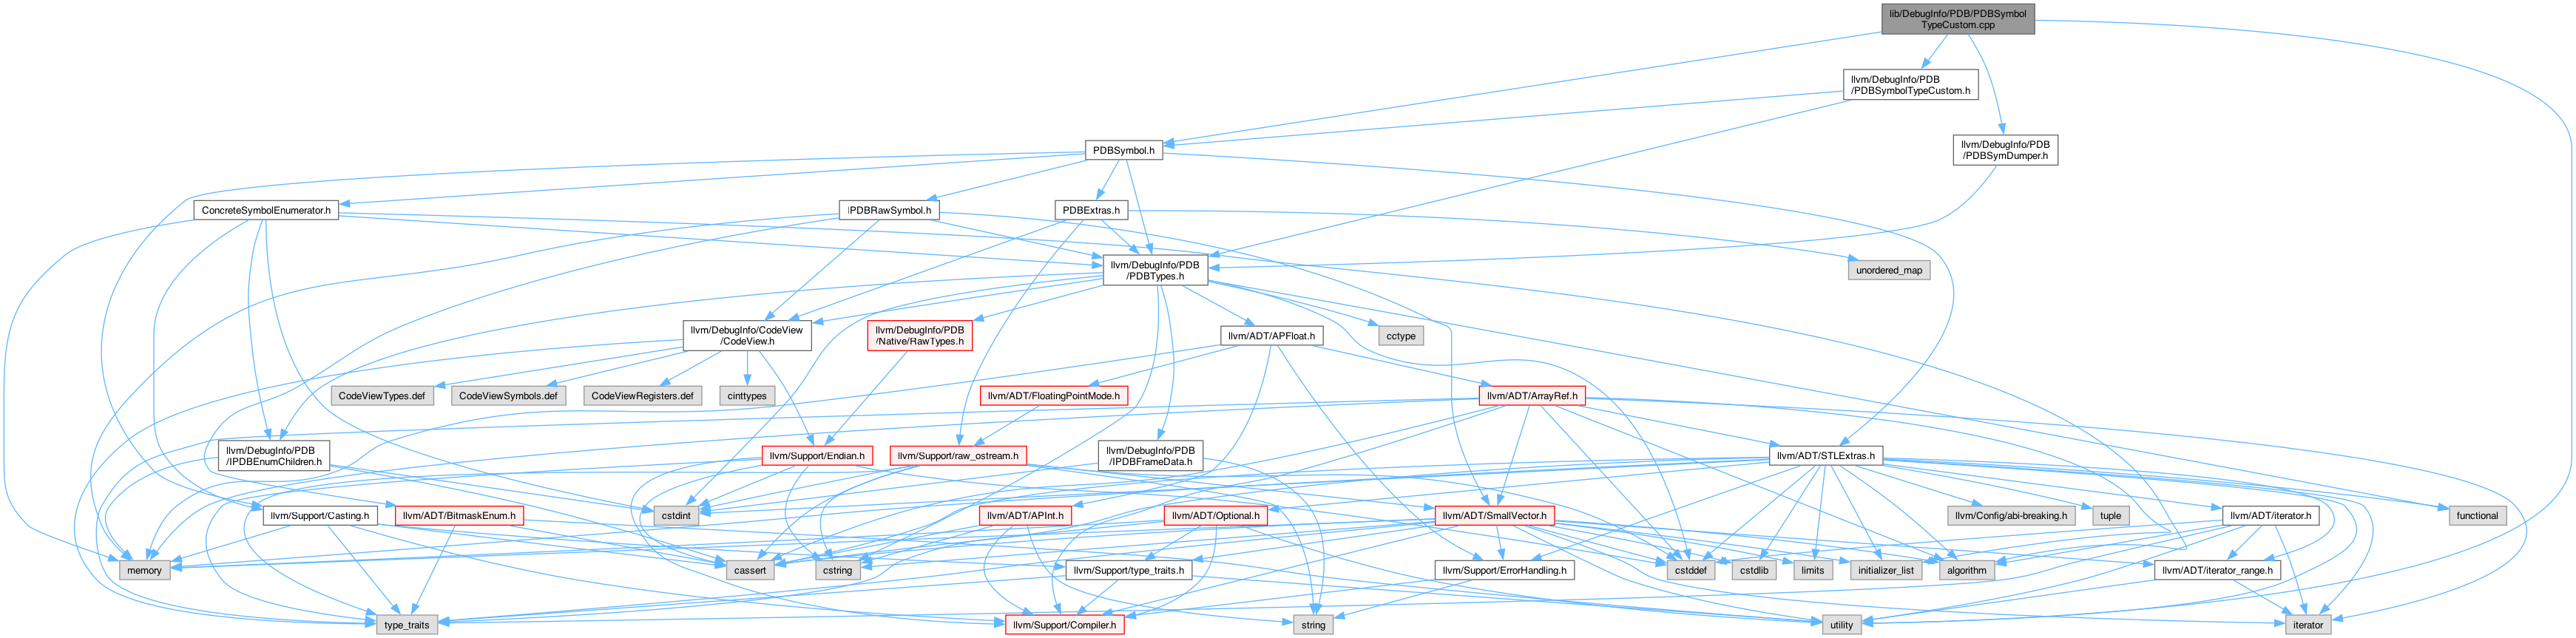 lib/DebugInfo/PDB/PDBSymbol
TypeCustom.cpp
llvm/DebugInfo/PDB
/PDBSymbolTypeCustom.h
PDBSymbol.h
llvm/DebugInfo/PDB
/PDBSymDumper.h
ConcreteSymbolEnumerator.h
IPDBRawSymbol.h
PDBExtras.h
llvm/DebugInfo/PDB
/PDBTypes.h
unordered_map
llvm/DebugInfo/CodeView
/CodeView.h
llvm/DebugInfo/PDB
/Native/RawTypes.h
llvm/ADT/APFloat.h
cctype
CodeViewTypes.def
CodeViewSymbols.def
CodeViewRegisters.def
cinttypes
llvm/ADT/FloatingPointMode.h
llvm/ADT/ArrayRef.h
llvm/DebugInfo/PDB
/IPDBEnumChildren.h
llvm/Support/Endian.h
llvm/Support/raw_ostream.h
llvm/DebugInfo/PDB
/IPDBFrameData.h
llvm/ADT/STLExtras.h
llvm/Support/Casting.h
llvm/ADT/BitmaskEnum.h
cstdint
llvm/ADT/APInt.h
llvm/ADT/Optional.h
llvm/ADT/SmallVector.h
llvm/Config/abi-breaking.h
tuple
llvm/ADT/iterator.h
functional
memory
cassert
cstring
llvm/Support/type_traits.h
llvm/Support/ErrorHandling.h
cstddef
cstdlib
limits
initializer_list
algorithm
llvm/ADT/iterator_range.h
type_traits
llvm/Support/Compiler.h
string
utility
iterator